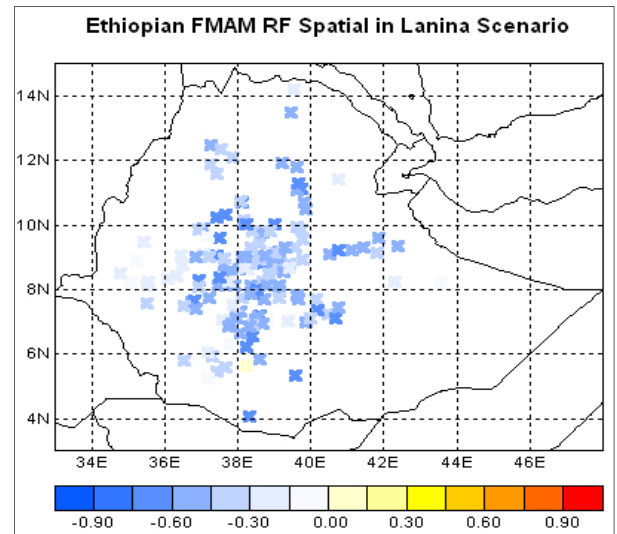 Ethiopian FMAM RF Spatial in Lanina Scenario
14N
12N
10N
8N
6N
4N
34E 36E 38E 40E 42E 44E 46E
-0.90 -0.60 -0.30 0.00 0.30 0.60 0.90